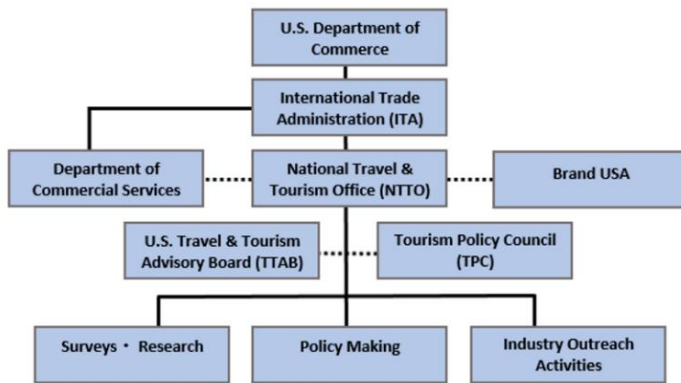 U.S. Department of
Commerce
International Trade
Administration (ITA)
Department of
Commercial Services
National Travel &
Tourism Office (NTTO)
Brand USA
U.S. Travel & Tourism
Advisory Board (TTAB)
Tourism Policy Council
(TPC)
Surveys・ Research
Policy Making
Industry Outreach
Activities